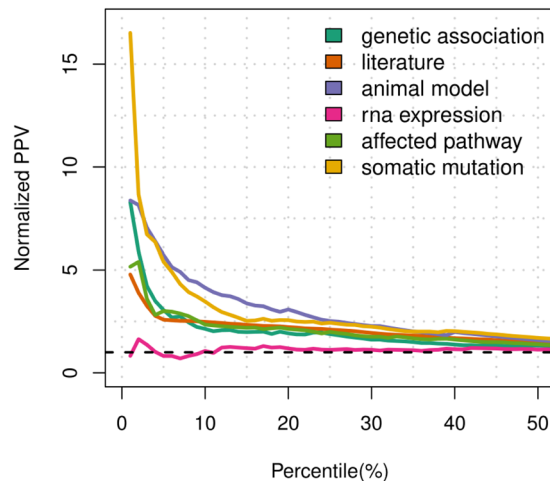 genetic association
literature
animal model
rna expression
affected pathway
somatic mutation
Normalized PPV
15
10
5
0
0 10 20 30 40 50
Percentile(%)